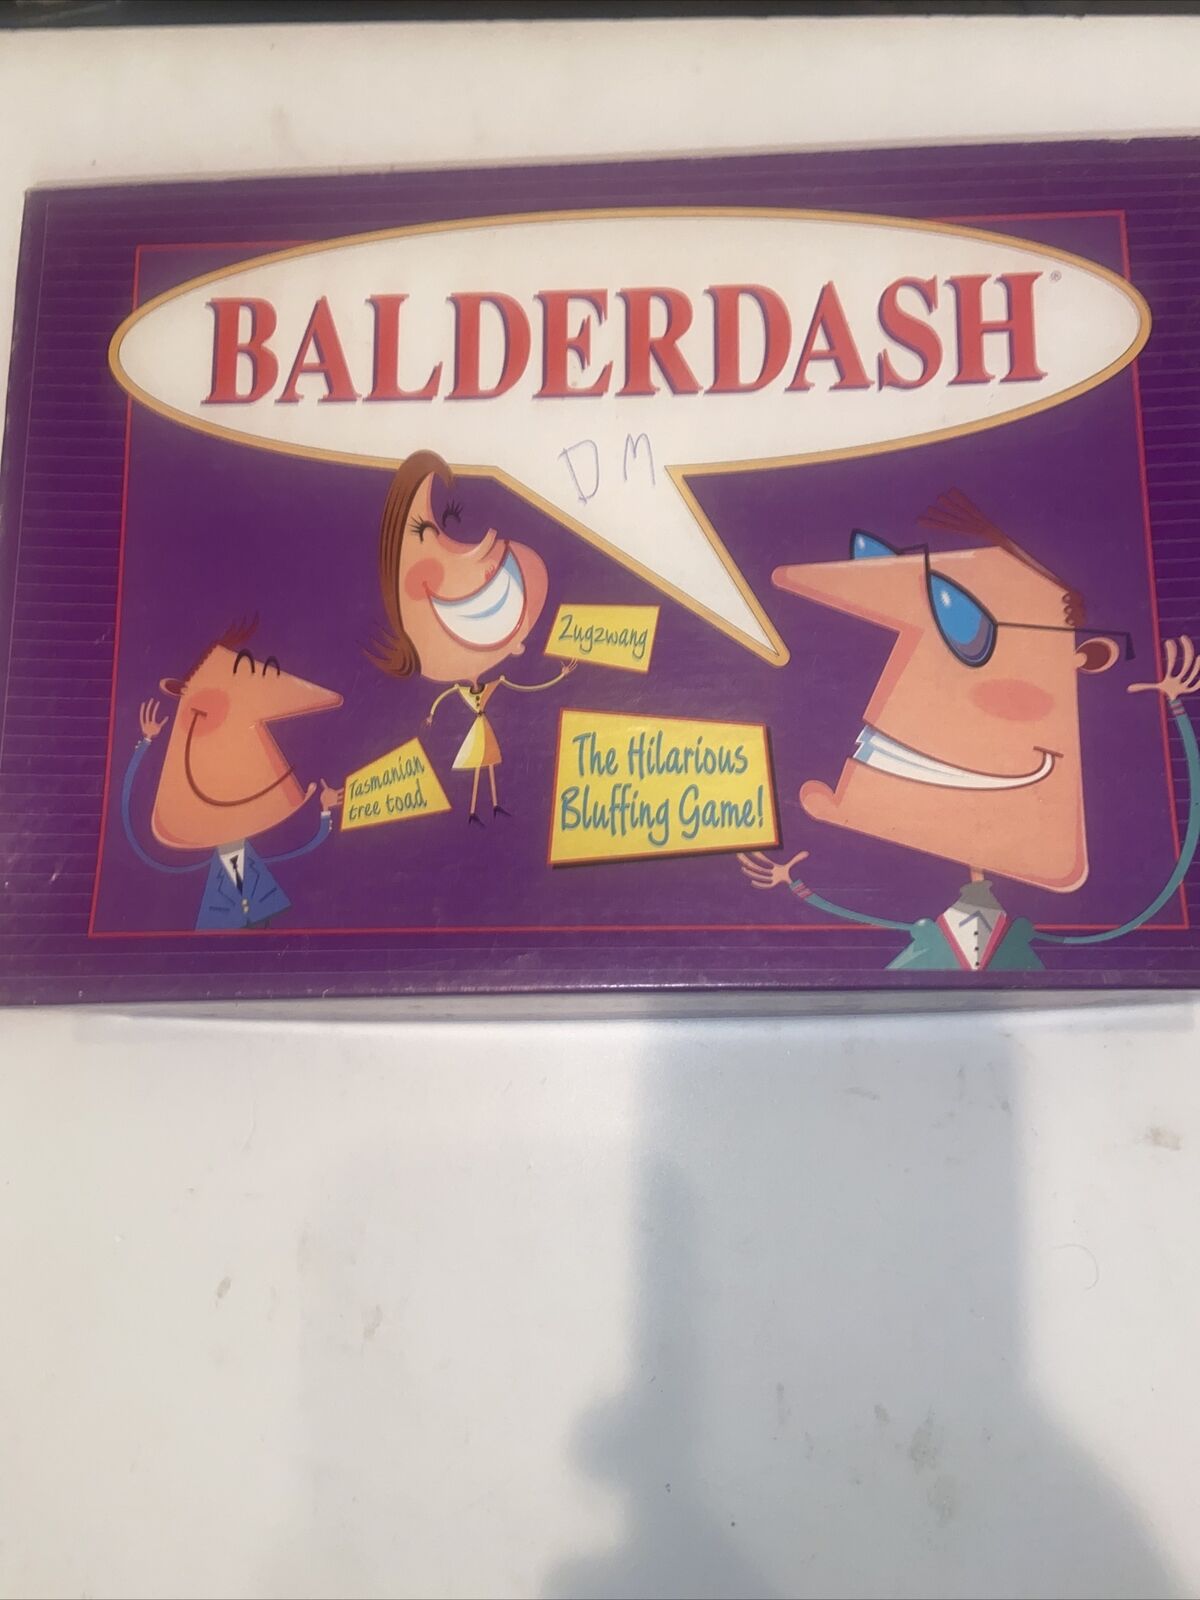 BALDERDASH®
DM
Zugzwang
The Hilarious
Bluffing Game!
Tasmanian
tree toad